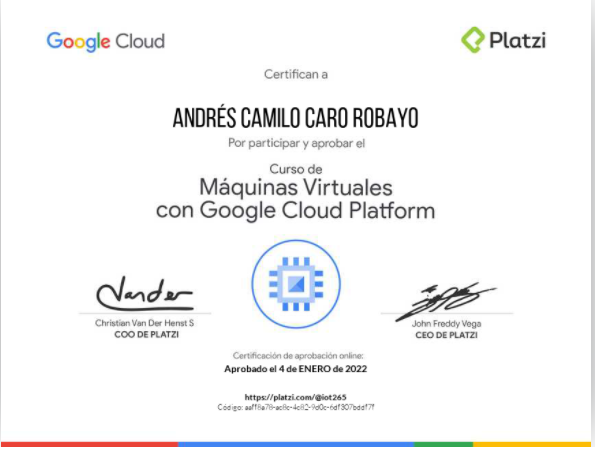 Google Cloud
Platzi
Certifican a
ANDRÉS CAMILO CARO ROBAYO
Por participar y aprobar el
Curso de
Máquinas Virtuales
con Google Cloud Platform
Christian Van Der Henst S
COO DE PLATZI
John Freddy Vega
CEO DE PLATZI
Certificación de aprobación online:
Aprobado el 4 de ENERO de 2022
https://platzi.com/@iot265
Código: